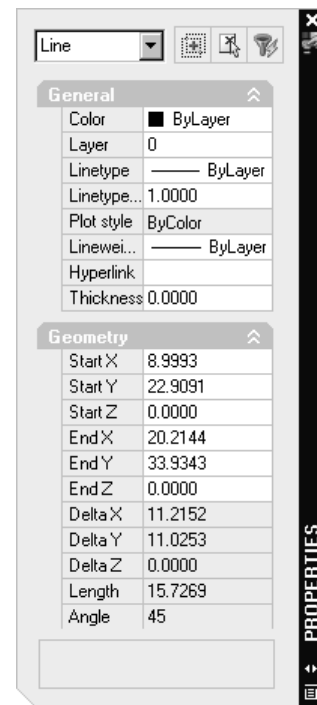 Line
General
Color ByLayer
Layer 0
Linetype ByLayer
Linetype... 1.0000
Plot style ByColor
Linewei... ByLayer
Hyperlink
Thickness 0.0000
Geometry
Start X 8.9993
Start Y 22.9091
Start Z 0.0000
End X 20.2144
End Y 33.9343
End Z 0.0000
Delta X 11.2152
Delta Y 11.0253
Delta Z 0.0000
Length 15.7269
Angle 45
PROPERTIES